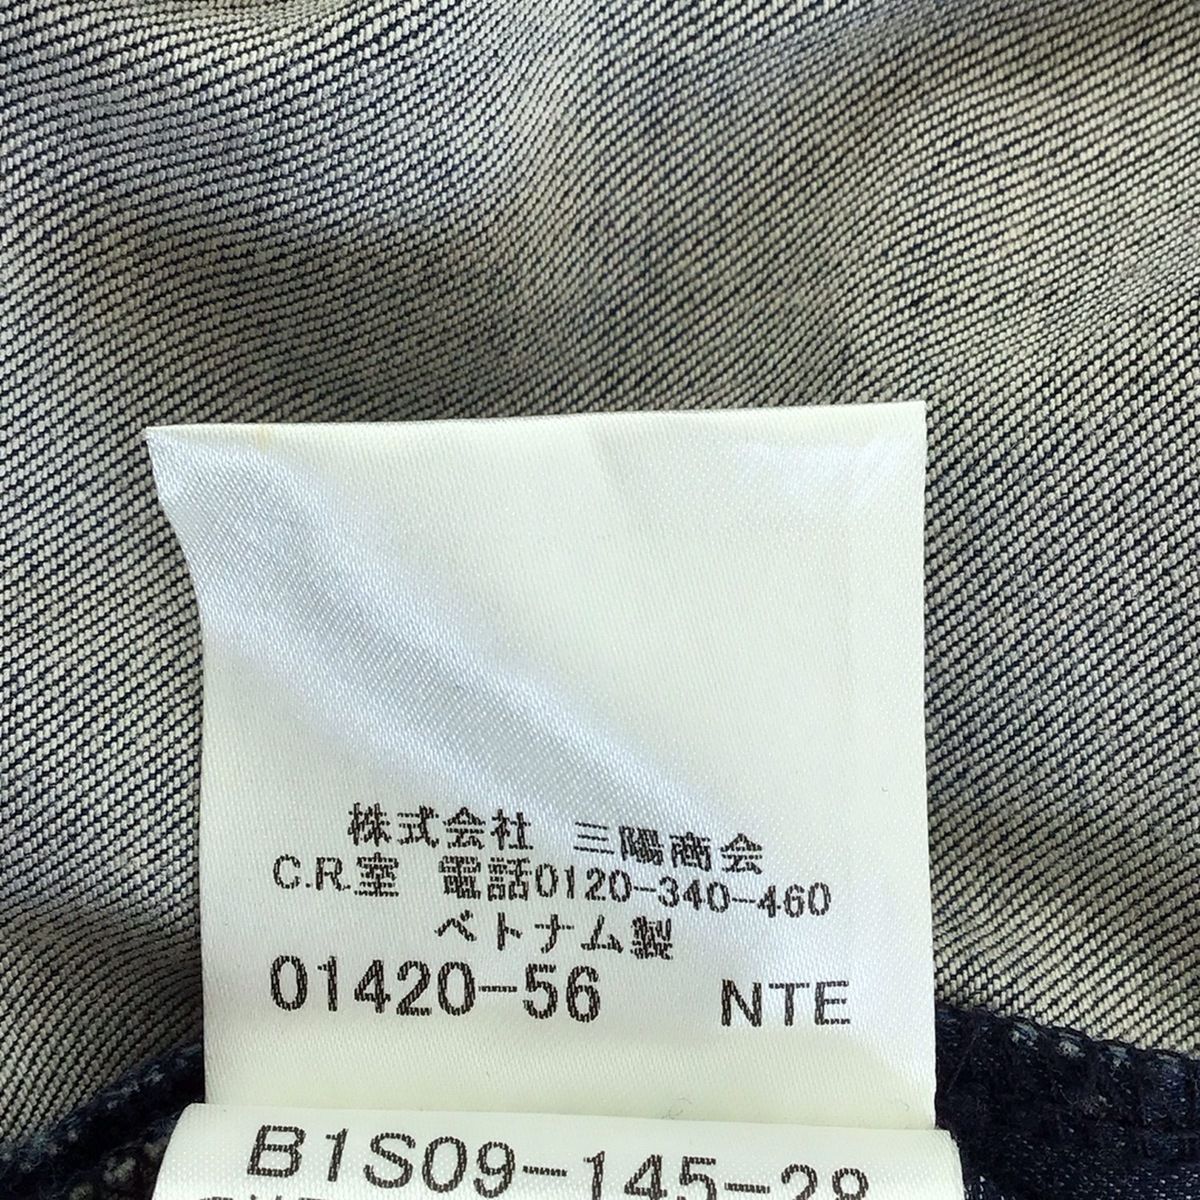 株式会社 三陽商会
C.R.室 電話0120-340-460
ベトナム製
01420-56 NTE
B1S09-145-28